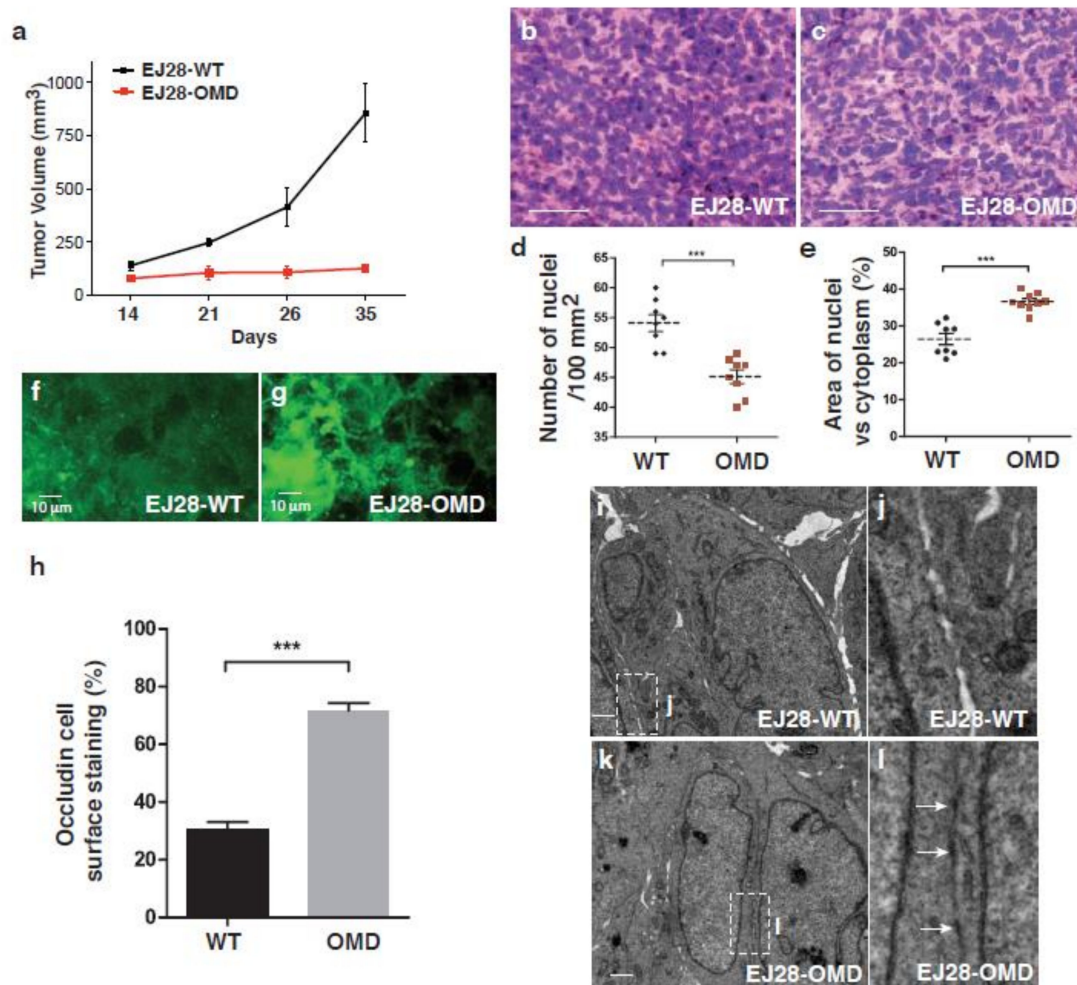 a
EJ28-WT
EJ28-OMD
1000
750
500
250
0
Tumor Volume (mm³)
14 21 26 35
Days
b
EJ28-WT
c
EJ28-OMD
d
***
65
60
55
50
45
40
35
Number of nuclei
/100 mm²
WT OMD
e
***
50
40
30
20
10
0
Area of nuclei
vs cytoplasm (%)
WT OMD
f
10 µm
EJ28-WT
g
10 µm
EJ28-OMD
h
***
100
80
60
40
20
0
Occludin cell
surface staining (%)
WT OMD
i
j
EJ28-WT
j
EJ28-WT
k
l
EJ28-OMD
l
EJ28-OMD